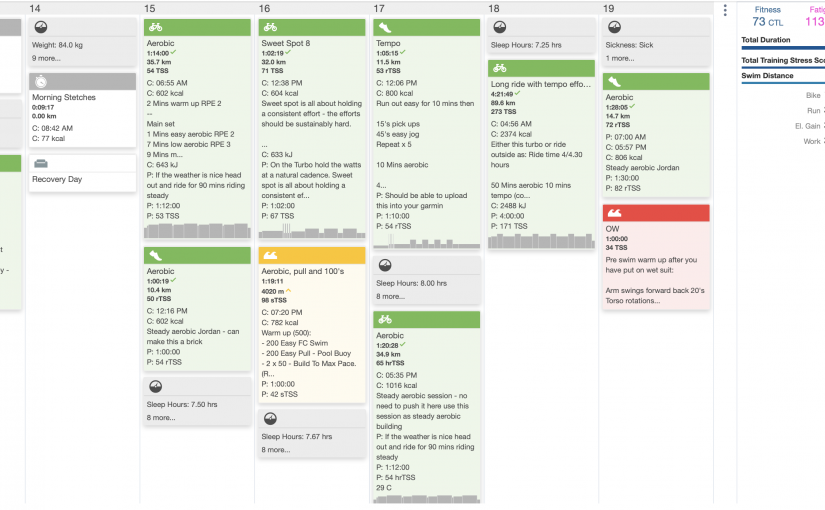 14
Weight: 84.0 kg
9 more...
Morning Stetches
0:09:17
0.00 km
C: 08:42 AM
C: 77 kcal
Recovery Day
15
Aerobic
1:14:00
35.7 km
54 TSS
C: 06:55 AM
C: 602 kcal
2 Mins warm up RPE 2
--
Main set
1 Mins easy aerobic RPE 2
7 Mins low aerobic RPE 3
9 Mins m...
C: 643 kJ
P: If the weather is nice head
out and ride for 90 mins riding
steady
P: 1:12:00
P: 53 TSS
Aerobic
1:00:19
10.4 km
50 rTSS
C: 12:16 PM
C: 602 kcal
Steady aerobic Jordan - can
make this a brick
P: 1:00:00
P: 54 rTSS
Sleep Hours: 7.50 hrs
8 more...
16
Sweet Spot 8
1:02:19
32.0 km
71 TSS
C: 12:38 PM
C: 604 kcal
Sweet spot is all about holding
a consistent effort - the efforts
should be sustainably hard.
...
C: 633 kJ
P: On the Turbo hold the watts
at a natural cadence. Sweet
spot is all about holding a
consistent ef...
P: 1:02:00
P: 67 TSS
Aerobic, pull and 100's
1:19:11
4020 m
98 sTSS
C: 07:20 PM
C: 782 kcal
Warm up (500):
- 200 Easy FC Swim
- 200 Easy Pull - Pool Buoy
- 2 x 50 - Build To Max Pace.
(R...
P: 1:00:00
P: 42 sTSS
Sleep Hours: 7.67 hrs
8 more...
17
Tempo
1:05:15
11.5 km
53 rTSS
C: 12:06 PM
C: 800 kcal
Run out easy for 10 mins then
15's pick ups
45's easy jog
Repeat x 5
10 Mins aerobic
4...
P: Should be able to upload
this into your garmin
P: 1:10:00
P: 54 rTSS
Sleep Hours: 8.00 hrs
8 more...
Aerobic
1:20:28
34.9 km
65 hrTSS
C: 05:35 PM
C: 1016 kcal
Steady aerobic session - no
need to push it here use this
session as steady aerobic
building
P: If the weather is nice head
out and ride for 90 mins riding
steady
P: 1:12:00
P: 54 hrTSS
29 C
18
Sleep Hours: 7.25 hrs
Long ride with tempo effo...
4:21:49
89.6 km
273 TSS
C: 04:56 AM
C: 2374 kcal
Either this turbo or ride
outside as: Ride time 4/4.30
hours
50 Mins aerobic 10 mins
tempo (co...
C: 2488 kJ
P: 4:00:00
P: 171 TSS
19
Sickness: Sick
1 more...
Aerobic
1:28:05
14.7 km
72 rTSS
P: 07:00 AM
C: 05:57 PM
C: 806 kcal
Steady aerobic Jordan
P: 1:30:00
P: 82 rTSS
OW
1:00:00
34 TSS
Pre swim warm up after you
have put on wet suit:
Arm swings forward back 20's
Torso rotations...
Fitness Fatig
73 CTL 113
Total Duration
Total Training Stress Sco
Swim Distance
Bike
Run
El. Gain
Work